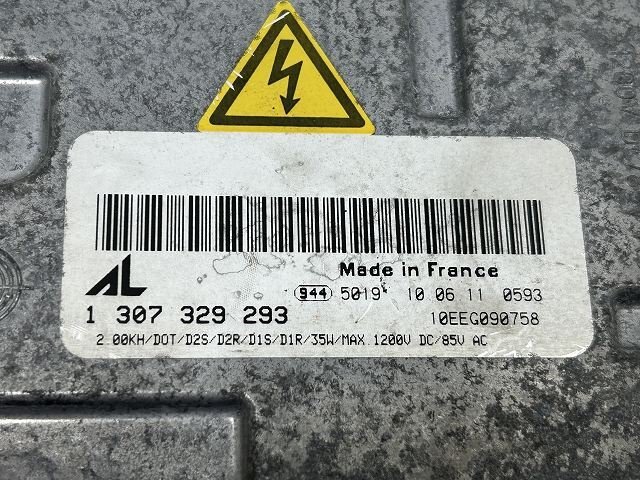 AL
Made in France
944 5019 10 06 11 0593
1 307 329 293
10EEG090758
2.00KH/DOT/D2S/D2R/D1S/D1R/35W/MAX.1200V DC/85V AC